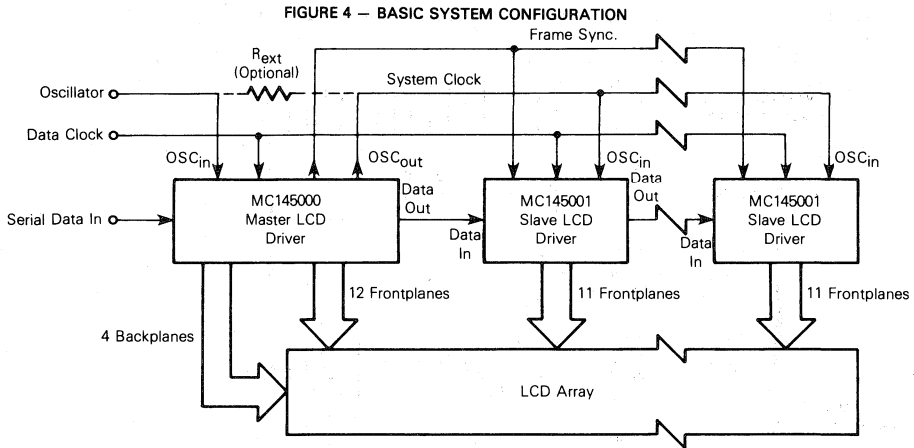 FIGURE 4 — BASIC SYSTEM CONFIGURATION
Frame Sync.
Rext
(Optional)
System Clock
Oscillator
Data Clock
OSCin
OSCout
OSCin
OSCin
Serial Data In
MC145000
Master LCD
Driver
Data
Out
Data
In
MC145001
Slave LCD
Driver
Data
Out
Data
In
MC145001
Slave LCD
Driver
4 Backplanes
12 Frontplanes
11 Frontplanes
11 Frontplanes
LCD Array